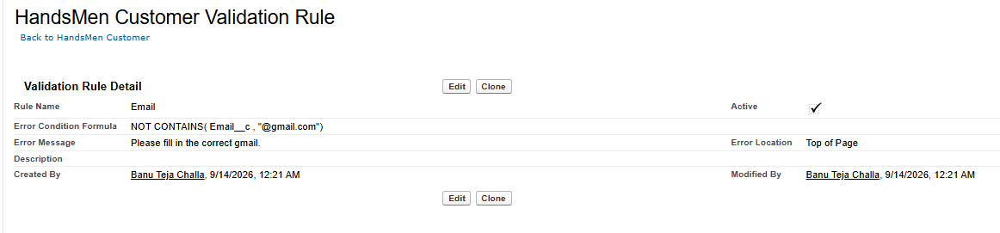 HandsMen Customer Validation Rule
Back to HandsMen Customer
Validation Rule Detail Edit Clone
Rule Name Email Active
Error Condition Formula NOT CONTAINS( Email__c , "@gmail.com")
Error Message Please fill in the correct gmail. Error Location Top of Page
Description
Created By Banu Teja Challa, 9/14/2026, 12:21 AM Modified By Banu Teja Challa, 9/14/2026, 12:21 AM
Edit Clone